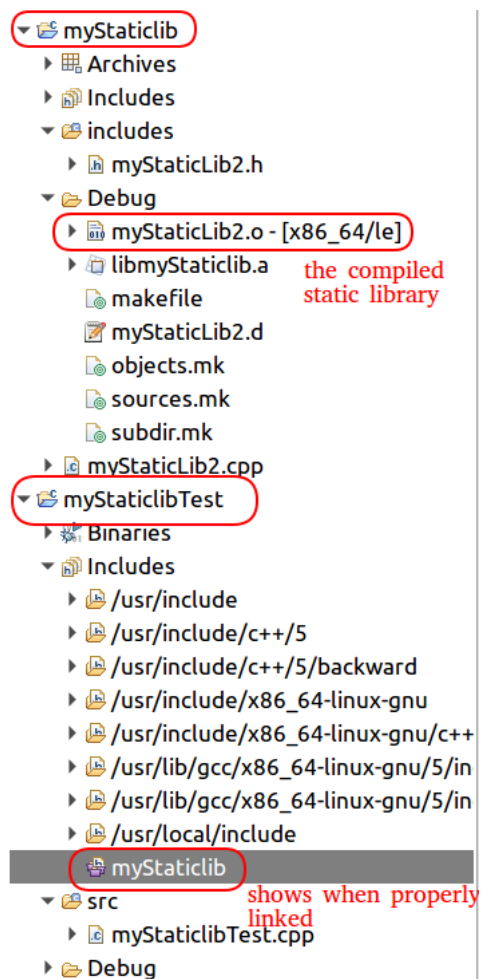 myStaticlib
Archives
Includes
includes
myStaticLib2.h
Debug
myStaticLib2.o - [x86_64/le]
libmyStaticlib.a
the compiled
static library
makefile
myStaticLib2.d
objects.mk
sources.mk
subdir.mk
myStaticLib2.cpp
myStaticlibTest
Binaries
Includes
/usr/include
/usr/include/c++/5
/usr/include/c++/5/backward
/usr/include/x86_64-linux-gnu
/usr/include/x86_64-linux-gnu/c++
/usr/lib/gcc/x86_64-linux-gnu/5/in
/usr/lib/gcc/x86_64-linux-gnu/5/in
/usr/local/include
myStaticlib
shows when properly
linked
src
myStaticlibTest.cpp
Debug